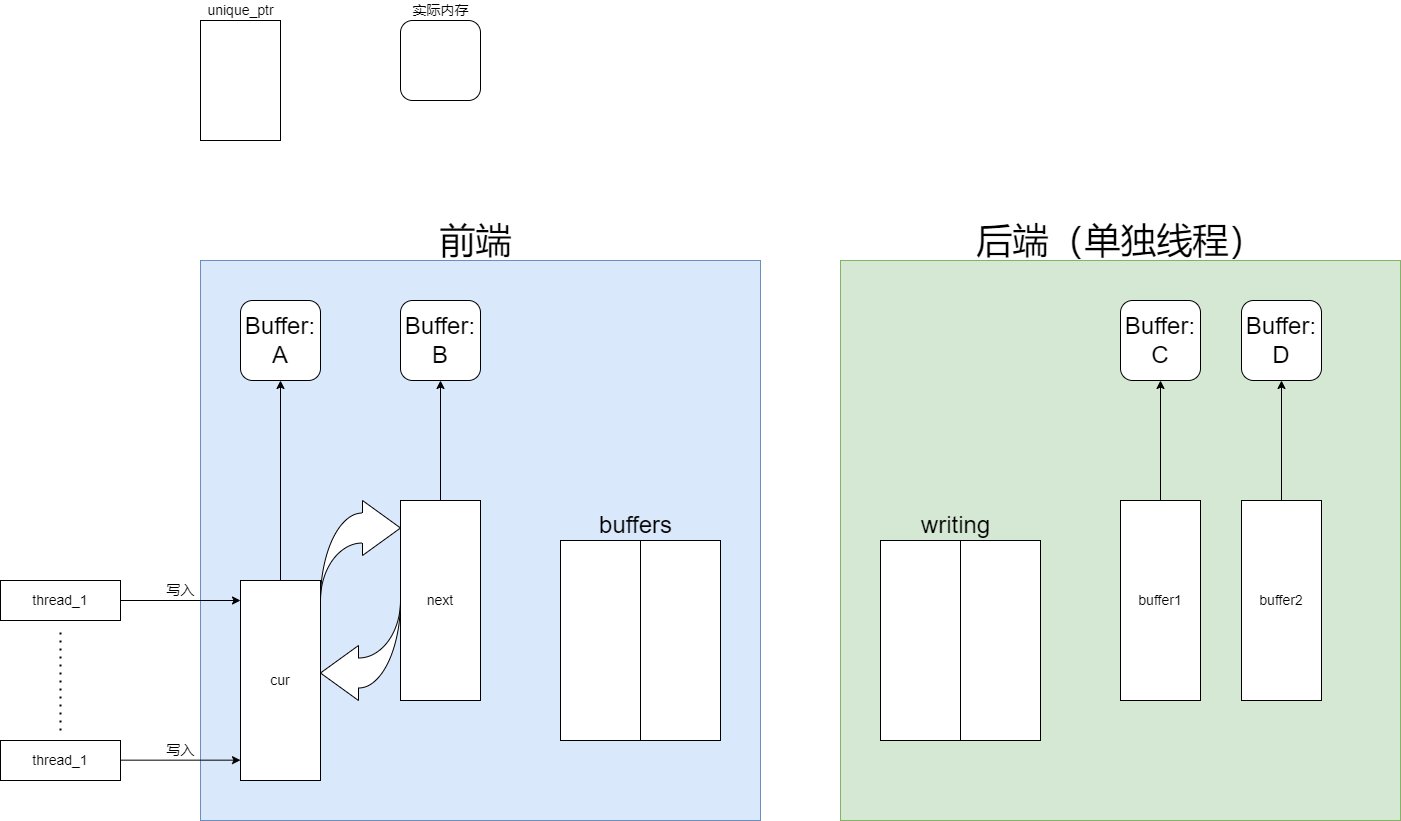 unique_ptr
实际内存
前端
后端（单独线程）
Buffer:
A
Buffer:
B
Buffer:
C
Buffer:
D
buffers
writing
写入
thread_1
next
buffer1
buffer2
cur
写入
thread_1